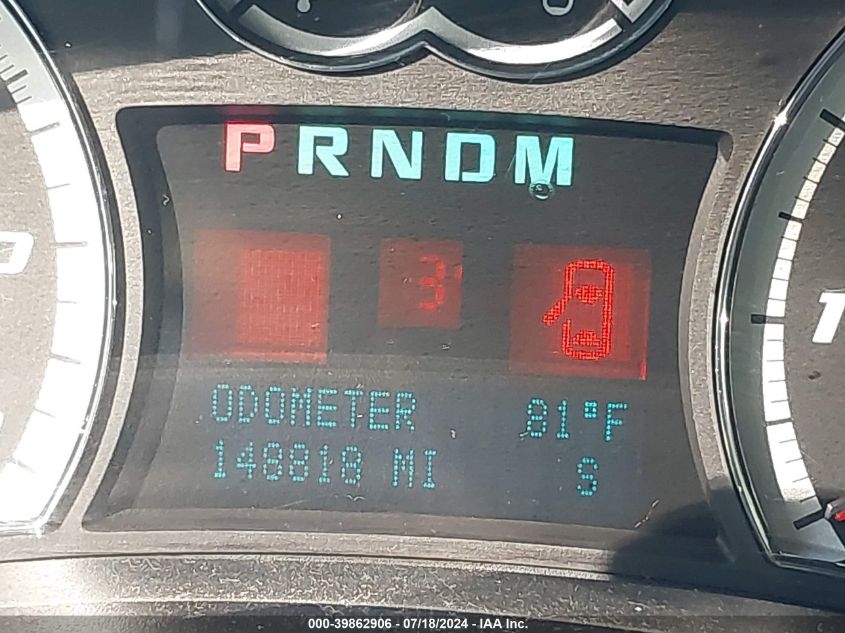 PRNDM
3
ODOMETER 81°F
148818 MI S
000-39862906 - 07/18/2024 - IAA Inc.